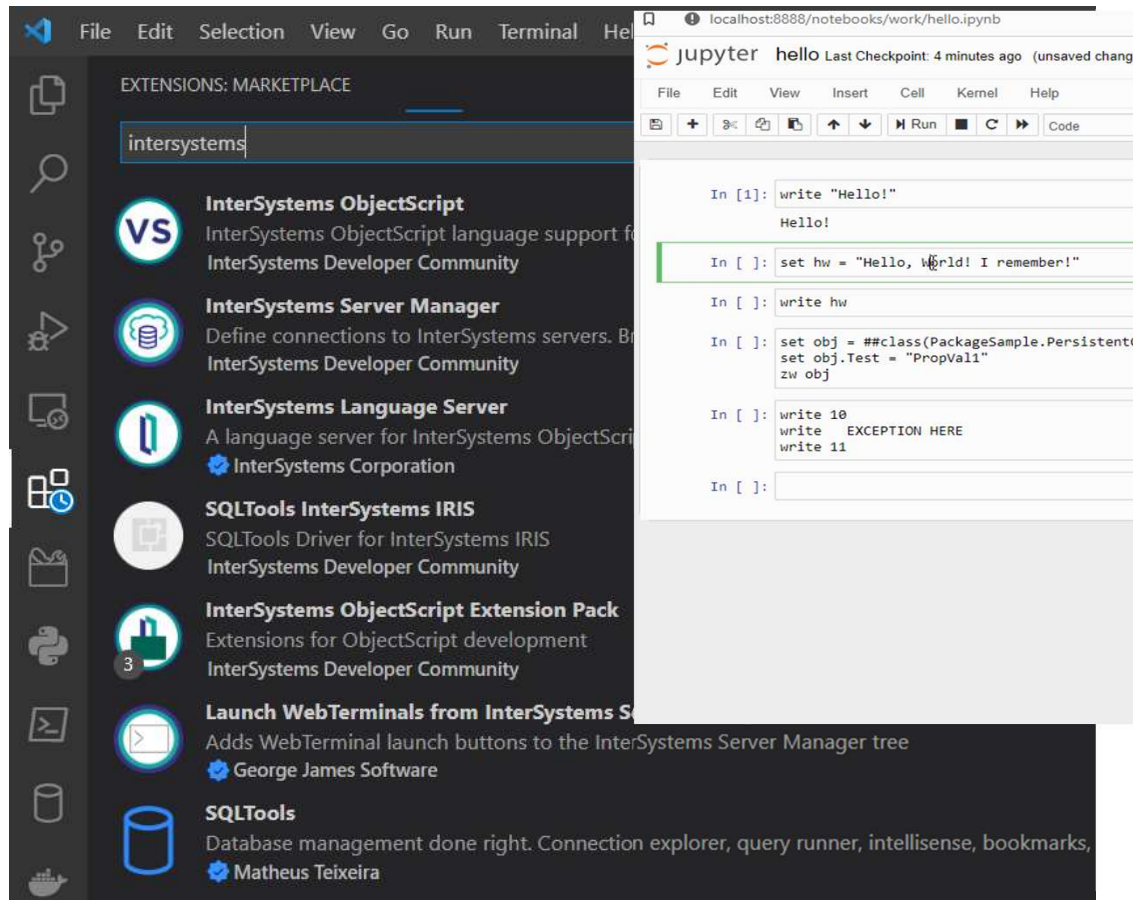 File Edit Selection View Go Run Terminal Hel
EXTENSIONS: MARKETPLACE
intersystems
VS
InterSystems ObjectScript
InterSystems ObjectScript language support fo
InterSystems Developer Community
InterSystems Server Manager
Define connections to InterSystems servers. Br
InterSystems Developer Community
InterSystems Language Server
A language server for InterSystems ObjectScri
InterSystems Corporation
SQLTools InterSystems IRIS
SQLTools Driver for InterSystems IRIS
InterSystems Developer Community
InterSystems ObjectScript Extension Pack
Extensions for ObjectScript development
3
InterSystems Developer Community
Launch WebTerminals from InterSystems Se
Adds WebTerminal launch buttons to the InterSystems Server Manager tree
George James Software
SQLTools
Database management done right. Connection explorer, query runner, intellisense, bookmarks,
Matheus Teixeira
localhost:8888/notebooks/work/hello.ipynb
jupyter hello Last Checkpoint: 4 minutes ago (unsaved chang
File Edit View Insert Cell Kernel Help
Run Code
In [1]: write "Hello!"
Hello!
In [ ]: set hw = "Hello, World! I remember!"
In [ ]: write hw
In [ ]: set obj = ##class(PackageSample.Persistent
set obj.Test = "PropVal1"
zw obj
In [ ]: write 10
write   EXCEPTION HERE
write 11
In [ ]: